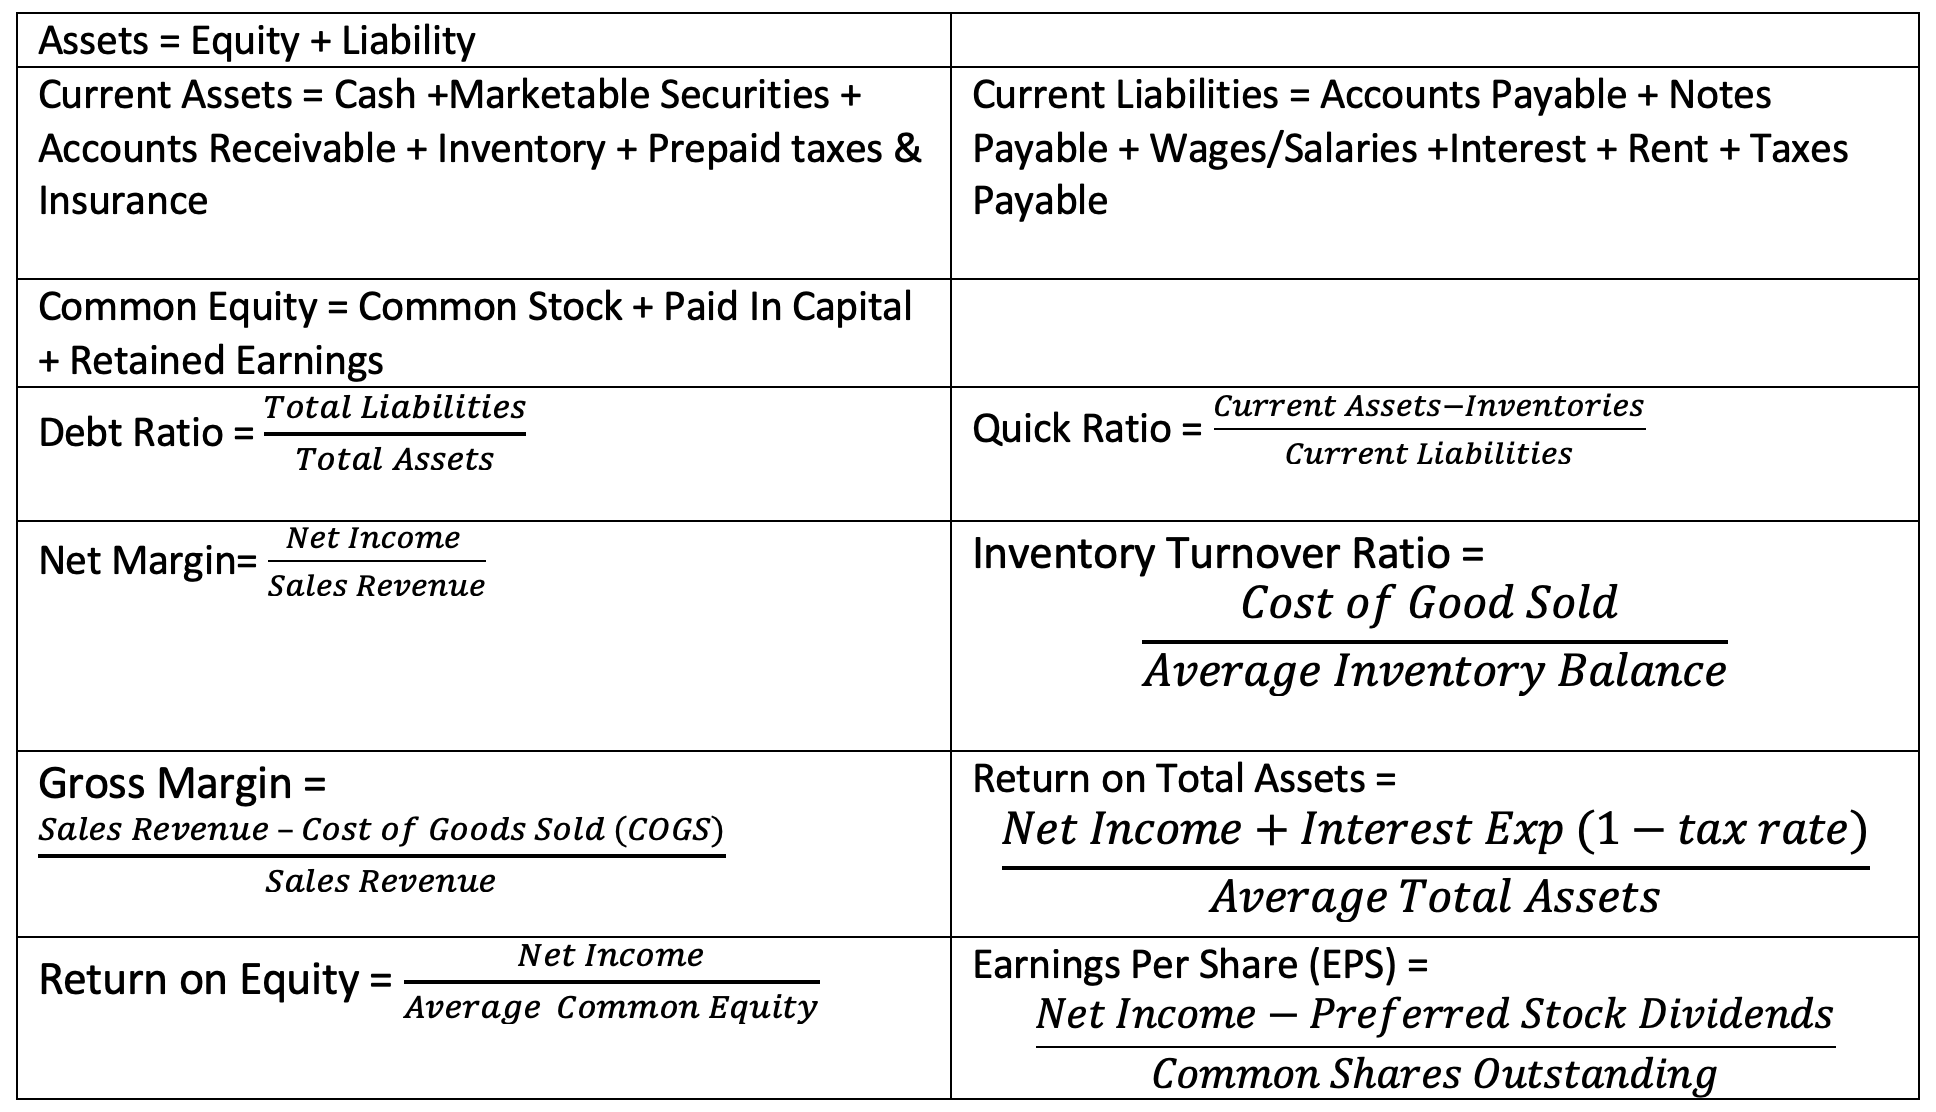 Assets = Equity + Liability
Current Assets = Cash +Marketable Securities +
Accounts Receivable + Inventory + Prepaid taxes &
Insurance
Current Liabilities = Accounts Payable + Notes
Payable + Wages/Salaries +Interest + Rent + Taxes
Payable
Common Equity = Common Stock + Paid In Capital
+ Retained Earnings
Debt Ratio =
Total Liabilities
Total Assets
Quick Ratio =
Current Assets−Inventories
Current Liabilities
Net Margin=
Net Income
Sales Revenue
Inventory Turnover Ratio =
Cost of Good Sold
Average Inventory Balance
Gross Margin =
Sales Revenue – Cost of Goods Sold (COGS)
Sales Revenue
Return on Total Assets =
Net Income + Interest Exp (1 − tax rate)
Average Total Assets
Return on Equity =
Net Income
Average Common Equity
Earnings Per Share (EPS) =
Net Income − Preferred Stock Dividends
Common Shares Outstanding